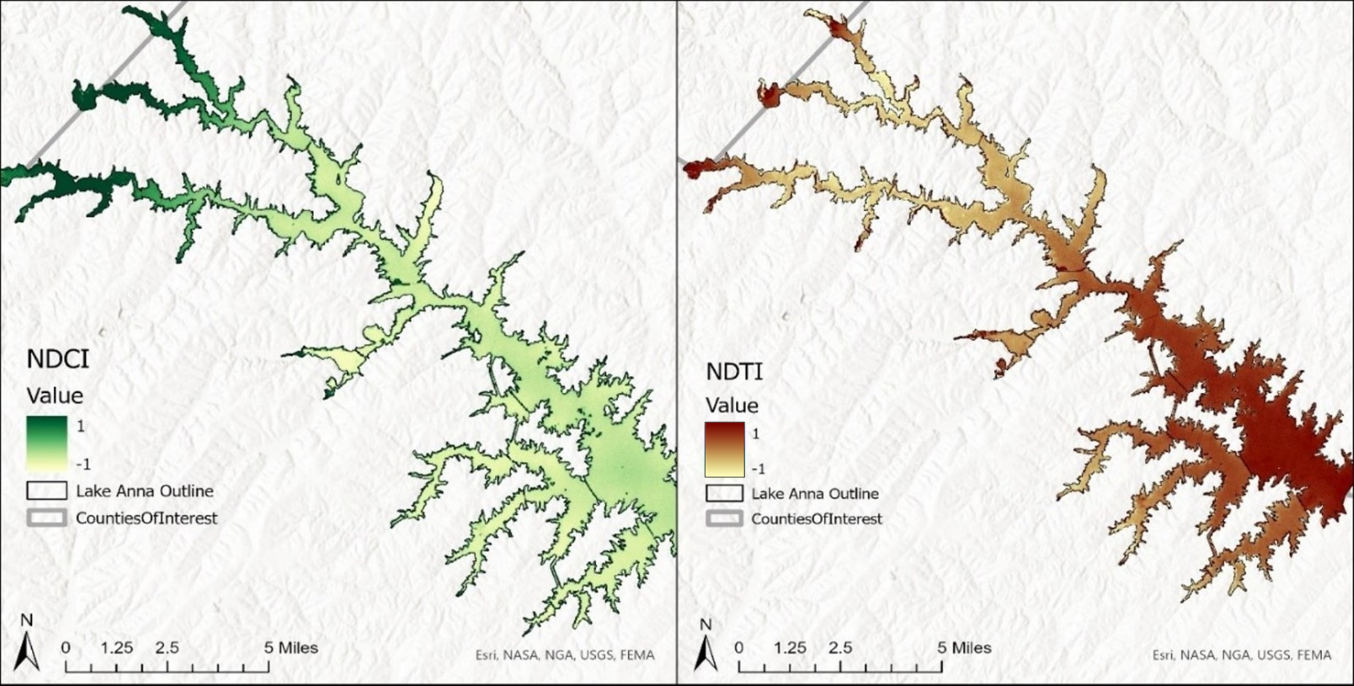 NDCI
Value
1
-1
Lake Anna Outline
CountiesOfInterest
N
0 1.25 2.5 5 Miles
Esri, NASA, NGA, USGS, FEMA
NDTI
Value
1
-1
Lake Anna Outline
CountiesOfInterest
N
0 1.25 2.5 5 Miles
Esri, NASA, NGA, USGS, FEMA